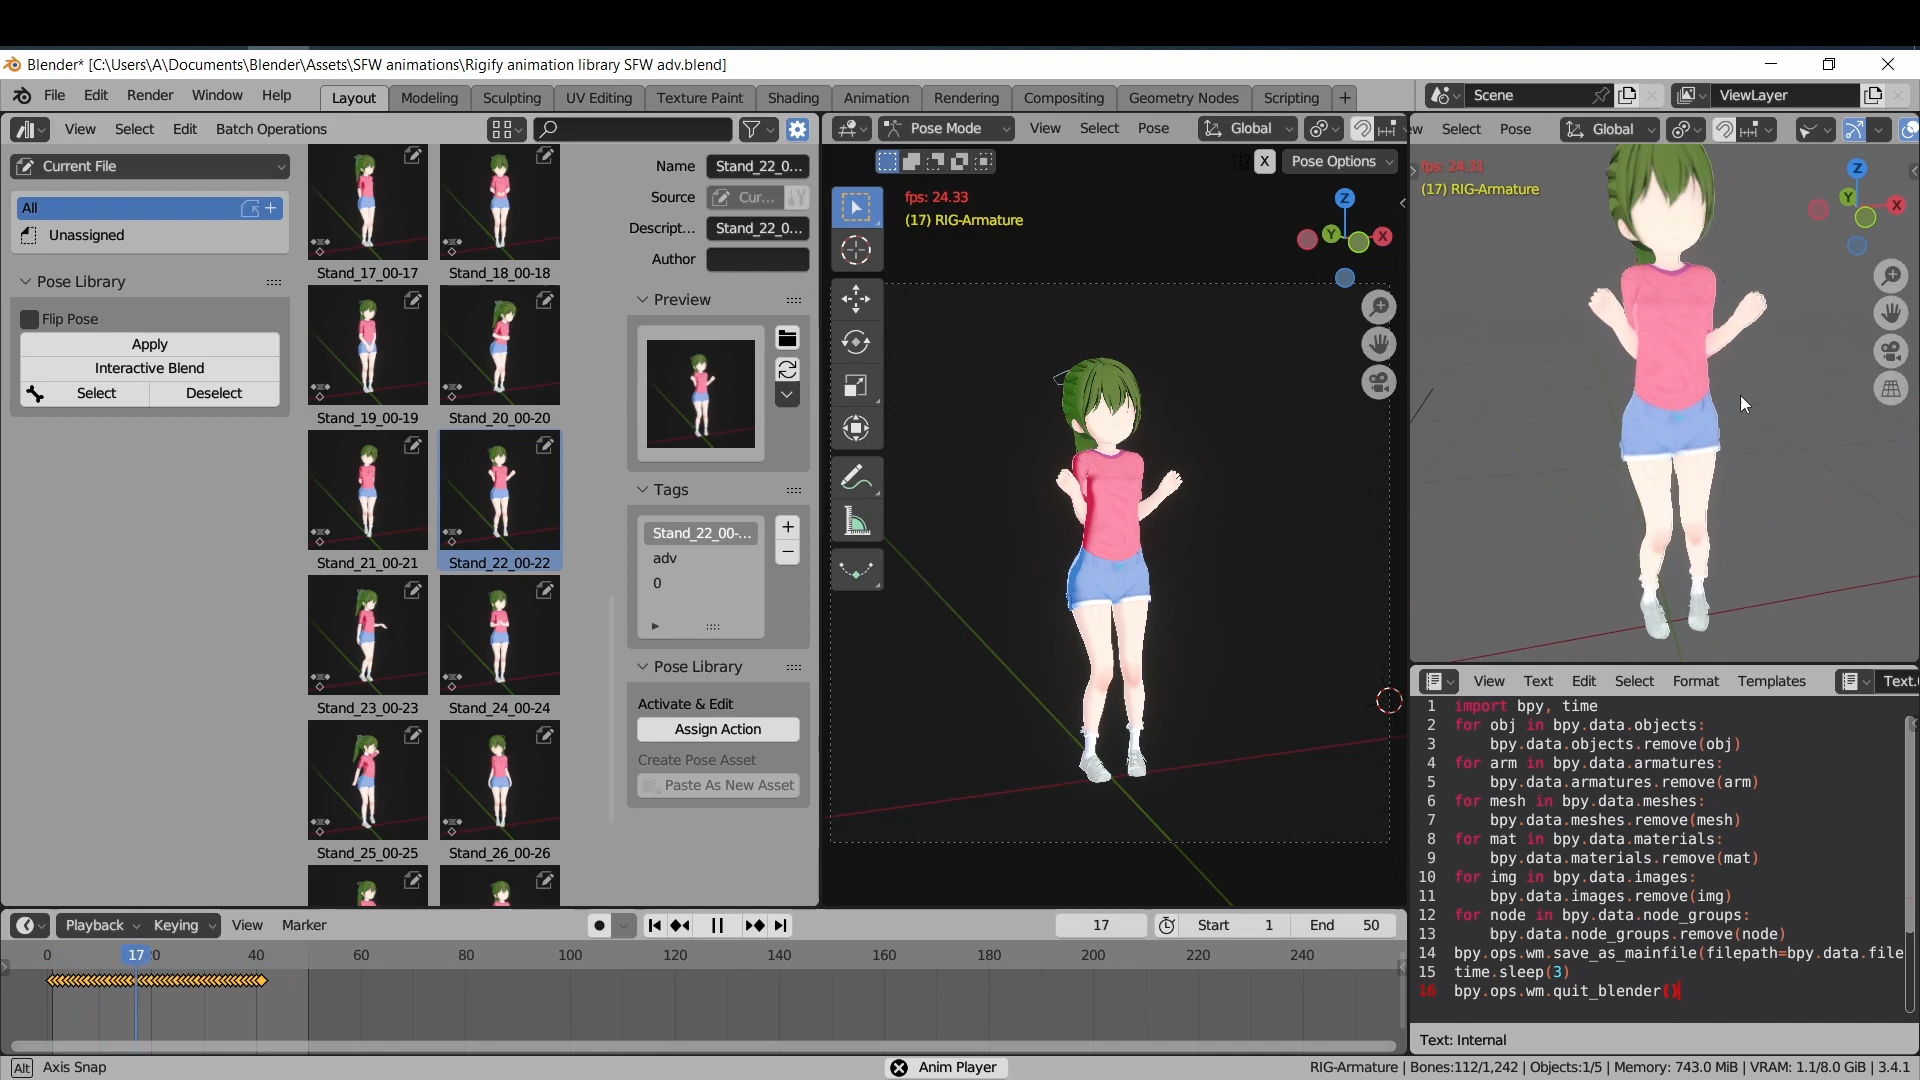 Blender* [C:\Users\A\Documents\Blender\Assets\SFW animations\Rigify animation library SFW adv.blend]
File Edit Render Window Help Layout Modeling Sculpting UV Editing Texture Paint Shading Animation Rendering Compositing Geometry Nodes Scripting + Scene ViewLayer
View Select Edit Batch Operations
Pose Mode View Select Pose Global
ew Select Pose Global
Current File
All
Unassigned
Pose Library
Flip Pose
Apply
Interactive Blend
Select Deselect
Stand_17_00-17 Stand_18_00-18
Stand_19_00-19 Stand_20_00-20
Stand_21_00-21 Stand_22_00-22
Stand_23_00-23 Stand_24_00-24
Stand_25_00-25 Stand_26_00-26
Name Stand_22_0...
Source Cur...
Descript... Stand_22_0...
Author
Preview
Tags
Stand_22_00-...
adv
0
Pose Library
Activate & Edit
Assign Action
Create Pose Asset
Paste As New Asset
X Pose Options
fps: 24.33
(17) RIG-Armature
Z
Y X
fps: 24.31
(17) RIG-Armature
Z
Y X
View Text Edit Select Format Templates Text.
1 import bpy, time
2 for obj in bpy.data.objects:
3 bpy.data.objects.remove(obj)
4 for arm in bpy.data.armatures:
5 bpy.data.armatures.remove(arm)
6 for mesh in bpy.data.meshes:
7 bpy.data.meshes.remove(mesh)
8 for mat in bpy.data.materials:
9 bpy.data.materials.remove(mat)
10 for img in bpy.data.images:
11 bpy.data.images.remove(img)
12 for node in bpy.data.node_groups:
13 bpy.data.node_groups.remove(node)
14 bpy.ops.wm.save_as_mainfile(filepath=bpy.data.file
15 time.sleep(3)
16 bpy.ops.wm.quit_blender()
Text: Internal
Playback Keying View Marker 17 Start 1 End 50
0 17 40 60 80 100 120 140 160 180 200 220 240
Alt Axis Snap
Anim Player
RIG-Armature | Bones:112/1,242 | Objects:1/5 | Memory: 743.0 MiB | VRAM: 1.1/8.0 GiB | 3.4.1